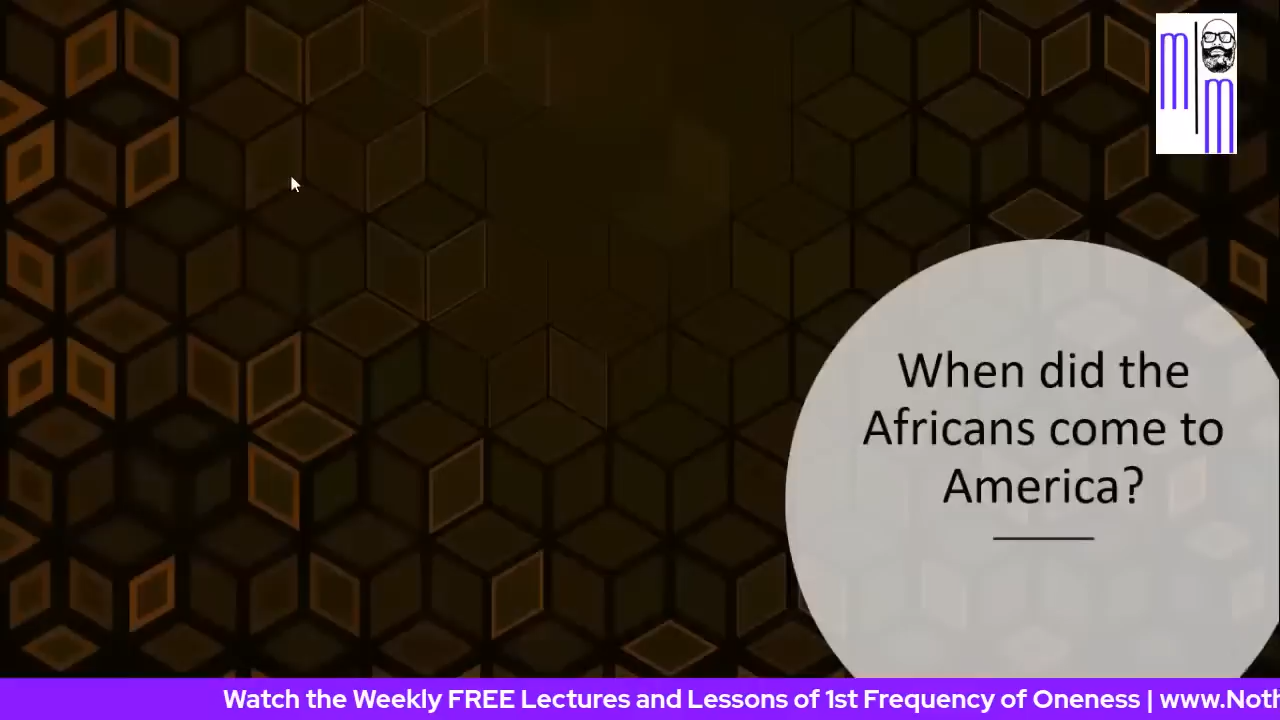 m
m
When did the
Africans come to
America?
Watch the Weekly FREE Lectures and Lessons of 1st Frequency of Oneness | www.Noth